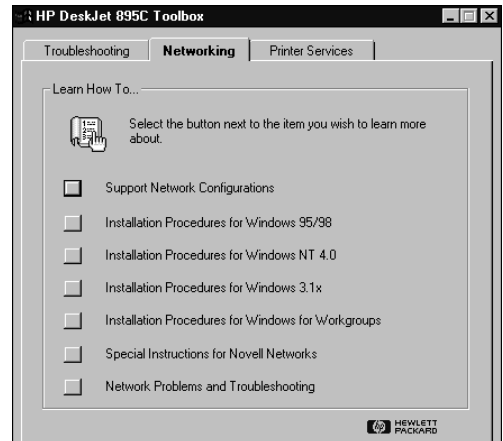 HP DeskJet 895C Toolbox
Troubleshooting Networking Printer Services
Learn How To...
Select the button next to the item you wish to learn more
about.
Support Network Configurations
Installation Procedures for Windows 95/98
Installation Procedures for Windows NT 4.0
Installation Procedures for Windows 3.1x
Installation Procedures for Windows for Workgroups
Special Instructions for Novell Networks
Network Problems and Troubleshooting
hp HEWLETT
PACKARD